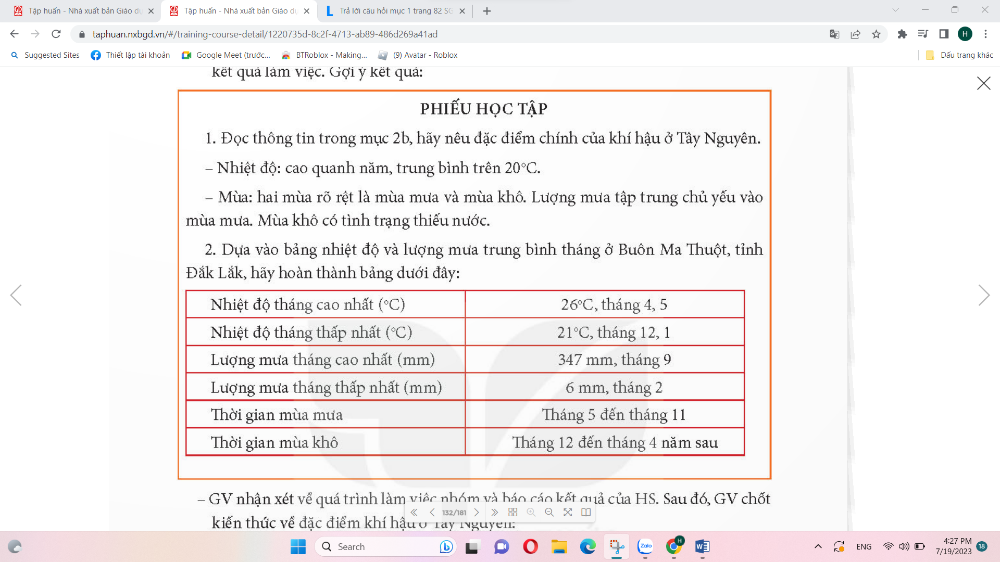 Tập huấn - Nhà xuất bản Giáo dụ
Tập huấn - Nhà xuất bản Giáo dụ
Trả lời câu hỏi mục 1 trang 82 SG
taphuan.nxbgd.vn/#/training-course-detail/1220735d-8c2f-4713-ab89-486d269a41ad
H
Suggested Sites
Thiết lập tài khoản
Google Meet (trước...
BTRoblox - Making...
(9) Avatar - Roblox
Dấu trang khác
kết quả làm việc. Gợi ý kết quả:
PHIẾU HỌC TẬP
1. Đọc thông tin trong mục 2b, hãy nêu đặc điểm chính của khí hậu ở Tây Nguyên.
– Nhiệt độ: cao quanh năm, trung bình trên 20°C.
– Mùa: hai mùa rõ rệt là mùa mưa và mùa khô. Lượng mưa tập trung chủ yếu vào
mùa mưa. Mùa khô có tình trạng thiếu nước.
2. Dựa vào bảng nhiệt độ và lượng mưa trung bình tháng ở Buôn Ma Thuột, tỉnh
Đắk Lắk, hãy hoàn thành bảng dưới đây:
Nhiệt độ tháng cao nhất (°C) 26°C, tháng 4, 5
Nhiệt độ tháng thấp nhất (°C) 21°C, tháng 12, 1
Lượng mưa tháng cao nhất (mm) 347 mm, tháng 9
Lượng mưa tháng thấp nhất (mm) 6 mm, tháng 2
Thời gian mùa mưa Tháng 5 đến tháng 11
Thời gian mùa khô Tháng 12 đến tháng 4 năm sau
– GV nhận xét về quá trình làm việc nhóm và báo cáo kết quả của HS. Sau đó, GV chốt
kiến thức về đặc điểm khí hậu ở Tây Nguyên:
132/181
Search
Zalo
H
ENG
4:27 PM
7/19/2023
18